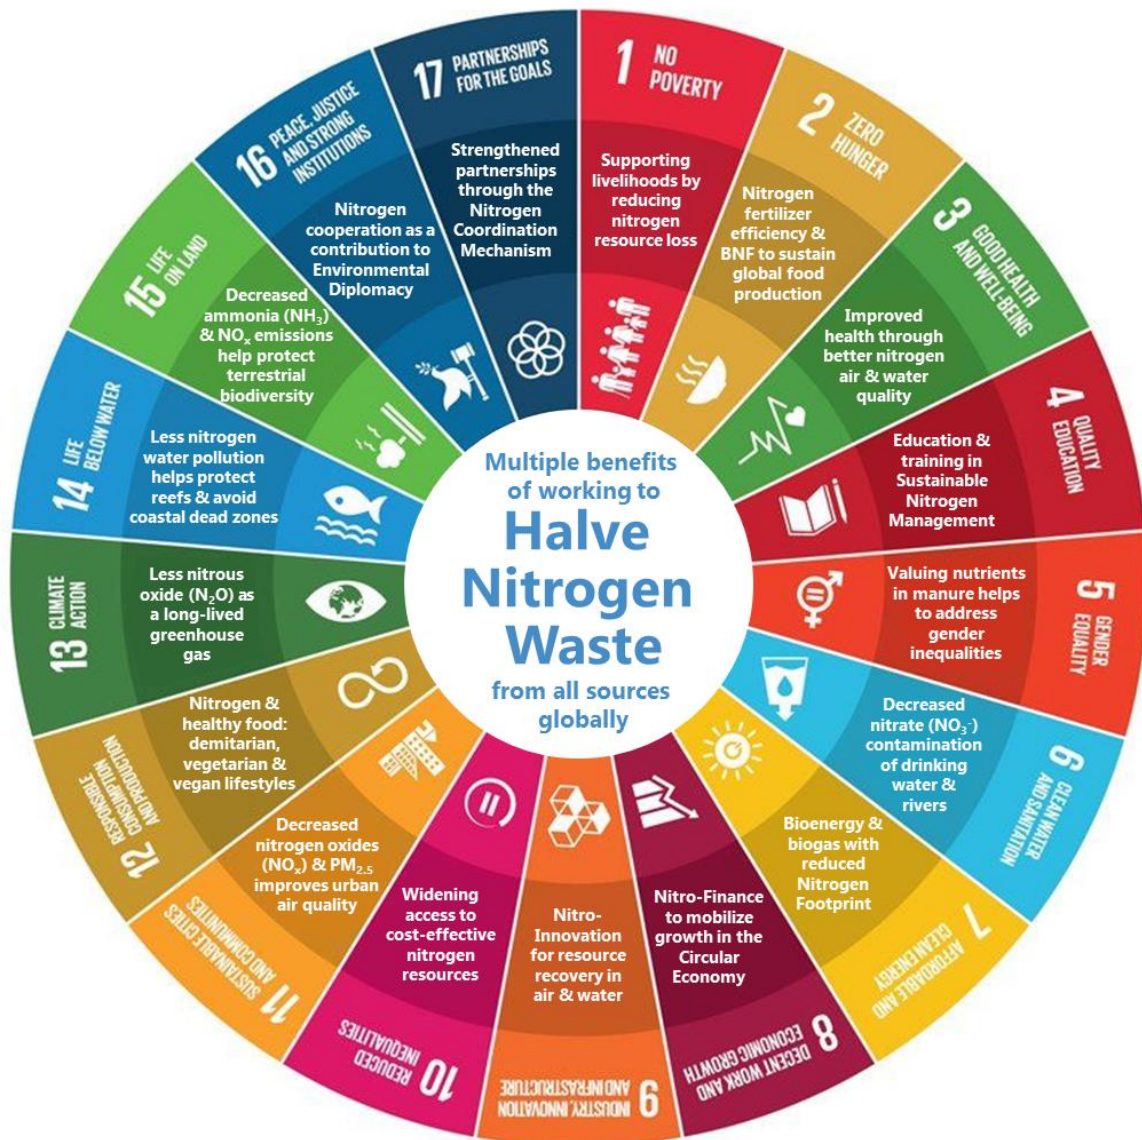 Multiple benefits
of working to
Halve
Nitrogen
Waste
from all sources
globally
1 NO
POVERTY
Supporting
livelihoods by
reducing
nitrogen
resource loss
2 ZERO
HUNGER
Nitrogen
fertilizer
efficiency &
BNF to sustain
global food
production
3 GOOD HEALTH
AND WELL-BEING
Improved
health through
better nitrogen
air & water
quality
4 QUALITY
EDUCATION
Education &
training in
Sustainable
Nitrogen
Management
5 GENDER
EQUALITY
Valuing nutrients
in manure helps
to address
gender
inequalities
6 CLEAN WATER
AND SANITATION
Decreased
nitrate (NO₃⁻)
contamination
of drinking
water &
rivers
7 AFFORDABLE AND
CLEAN ENERGY
Bioenergy &
biogas with
reduced
Nitrogen
Footprint
8 DECENT WORK AND
ECONOMIC GROWTH
Nitro-Finance
to mobilize
growth in the
Circular
Economy
9 INDUSTRY, INNOVATION
AND INFRASTRUCTURE
Nitro-
Innovation
for resource
recovery in
air & water
10 REDUCED
INEQUALITIES
Widening
access to
cost-effective
nitrogen
resources
11 SUSTAINABLE CITIES
AND COMMUNITIES
Decreased
nitrogen oxides
(NOₓ) & PM₂.₅
improves urban
air quality
12 RESPONSIBLE
CONSUMPTION
AND PRODUCTION
Nitrogen &
healthy food:
demitarian,
vegetarian &
vegan lifestyles
13 CLIMATE
ACTION
Less nitrous
oxide (N₂O) as
a long-lived
greenhouse
gas
14 LIFE
BELOW WATER
Less nitrogen
water pollution
helps protect
reefs & avoid
coastal dead zones
15 LIFE
ON LAND
Decreased
ammonia (NH₃)
& NOₓ emissions
help protect
terrestrial
biodiversity
16 PEACE, JUSTICE
AND STRONG
INSTITUTIONS
Nitrogen
cooperation as a
contribution to
Environmental
Diplomacy
17 PARTNERSHIPS
FOR THE GOALS
Strengthened
partnerships
through the
Nitrogen
Coordination
Mechanism